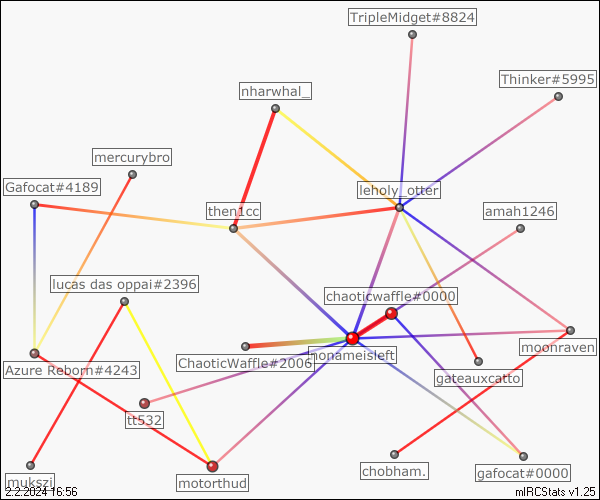 TripleMidget#8824
Thinker#5995
nharwhal_
mercurybro
Gafocat#4189
leholy_otter
then1cc
amah1246
lucas das oppai#2396
chaoticwaffle#0000
nonameisleft
moonraven
ChaoticWaffle#2006
Azure Reborn#4243
gateauxcatto
tt532
chobham.
gafocat#0000
mukszi
motorthud
2.2.2024 16:56
mIRCStats v1.25